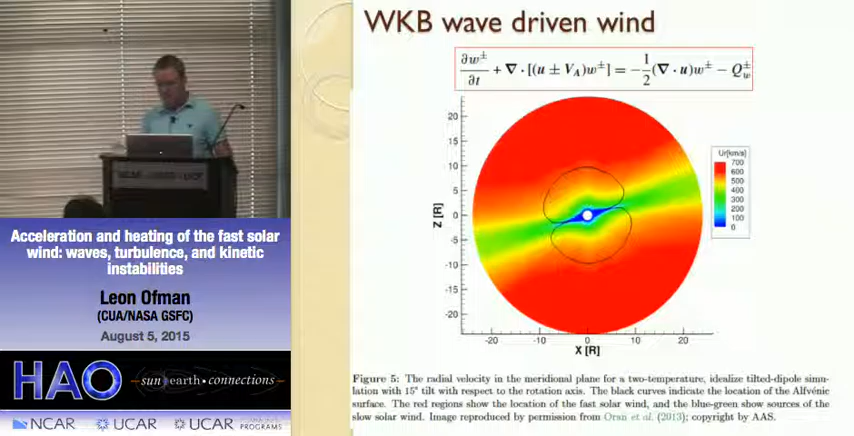 WKB wave driven wind
∂w±/∂t + ∇ · [(u ± V_A)w±] = −1/2(∇ · u)w± − Q_w±
Ur[km/s]
700
600
500
400
300
200
100
0
Z [R]
20
15
10
5
0
-5
-10
-15
-20
-20
-10
0
10
20
X [R]
Figure 5: The radial velocity in the meridional plane for a two-temperature, idealize tilted-dipole simu-
lation with 15° tilt with respect to the rotation axis. The black curves indicate the location of the Alfvénic
surface. The red regions show the location of the fast solar wind, and the blue-green show sources of the
slow solar wind. Image reproduced by permission from Oran et al. (2013); copyright by AAS.
Acceleration and heating of the fast solar
wind: waves, turbulence, and kinetic
instabilities
Leon Ofman
(CUA/NASA GSFC)
August 5, 2015
HAO
sun earth • connections
NCAR
UCAR
UCAR
PROGRAMS